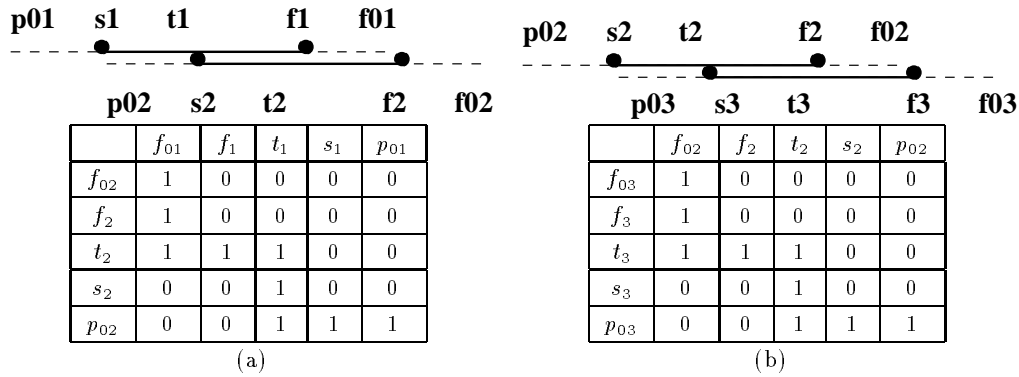 p01 s1 t1 f1 f01
p02 s2 t2 f2 f02
f01 f1 t1 s1 p01
f02 1 0 0 0 0
f2 1 0 0 0 0
t2 1 1 1 0 0
s2 0 0 1 0 0
p02 0 0 1 1 1
(a)
p02 s2 t2 f2 f02
p03 s3 t3 f3 f03
f02 f2 t2 s2 p02
f03 1 0 0 0 0
f3 1 0 0 0 0
t3 1 1 1 0 0
s3 0 0 1 0 0
p03 0 0 1 1 1
(b)